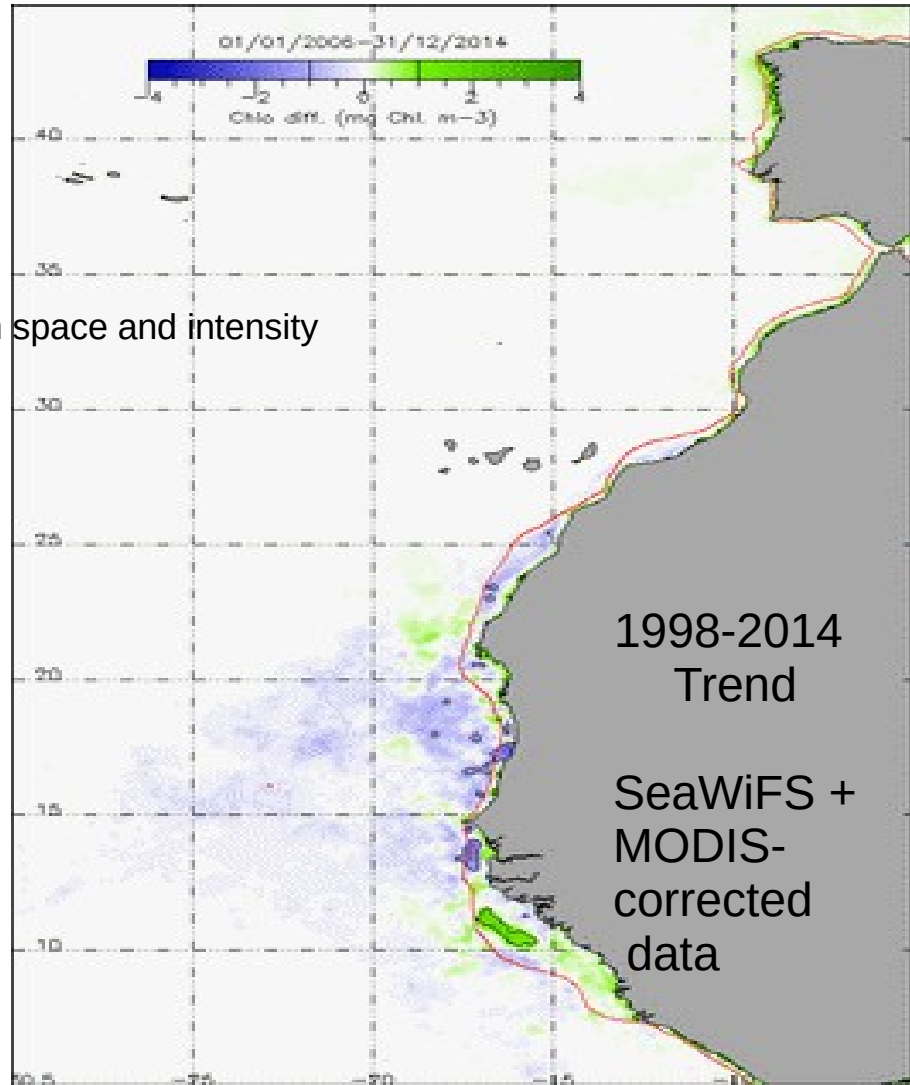 01/01/2006-31/12/2014
-4 -2 0 2 4
Chlo diff. (mg Chl. m-3)
40
35
space and intensity
30
25
1998-2014
Trend
20
SeaWiFS +
MODIS-
15
corrected
data
10
-25 -20 -15